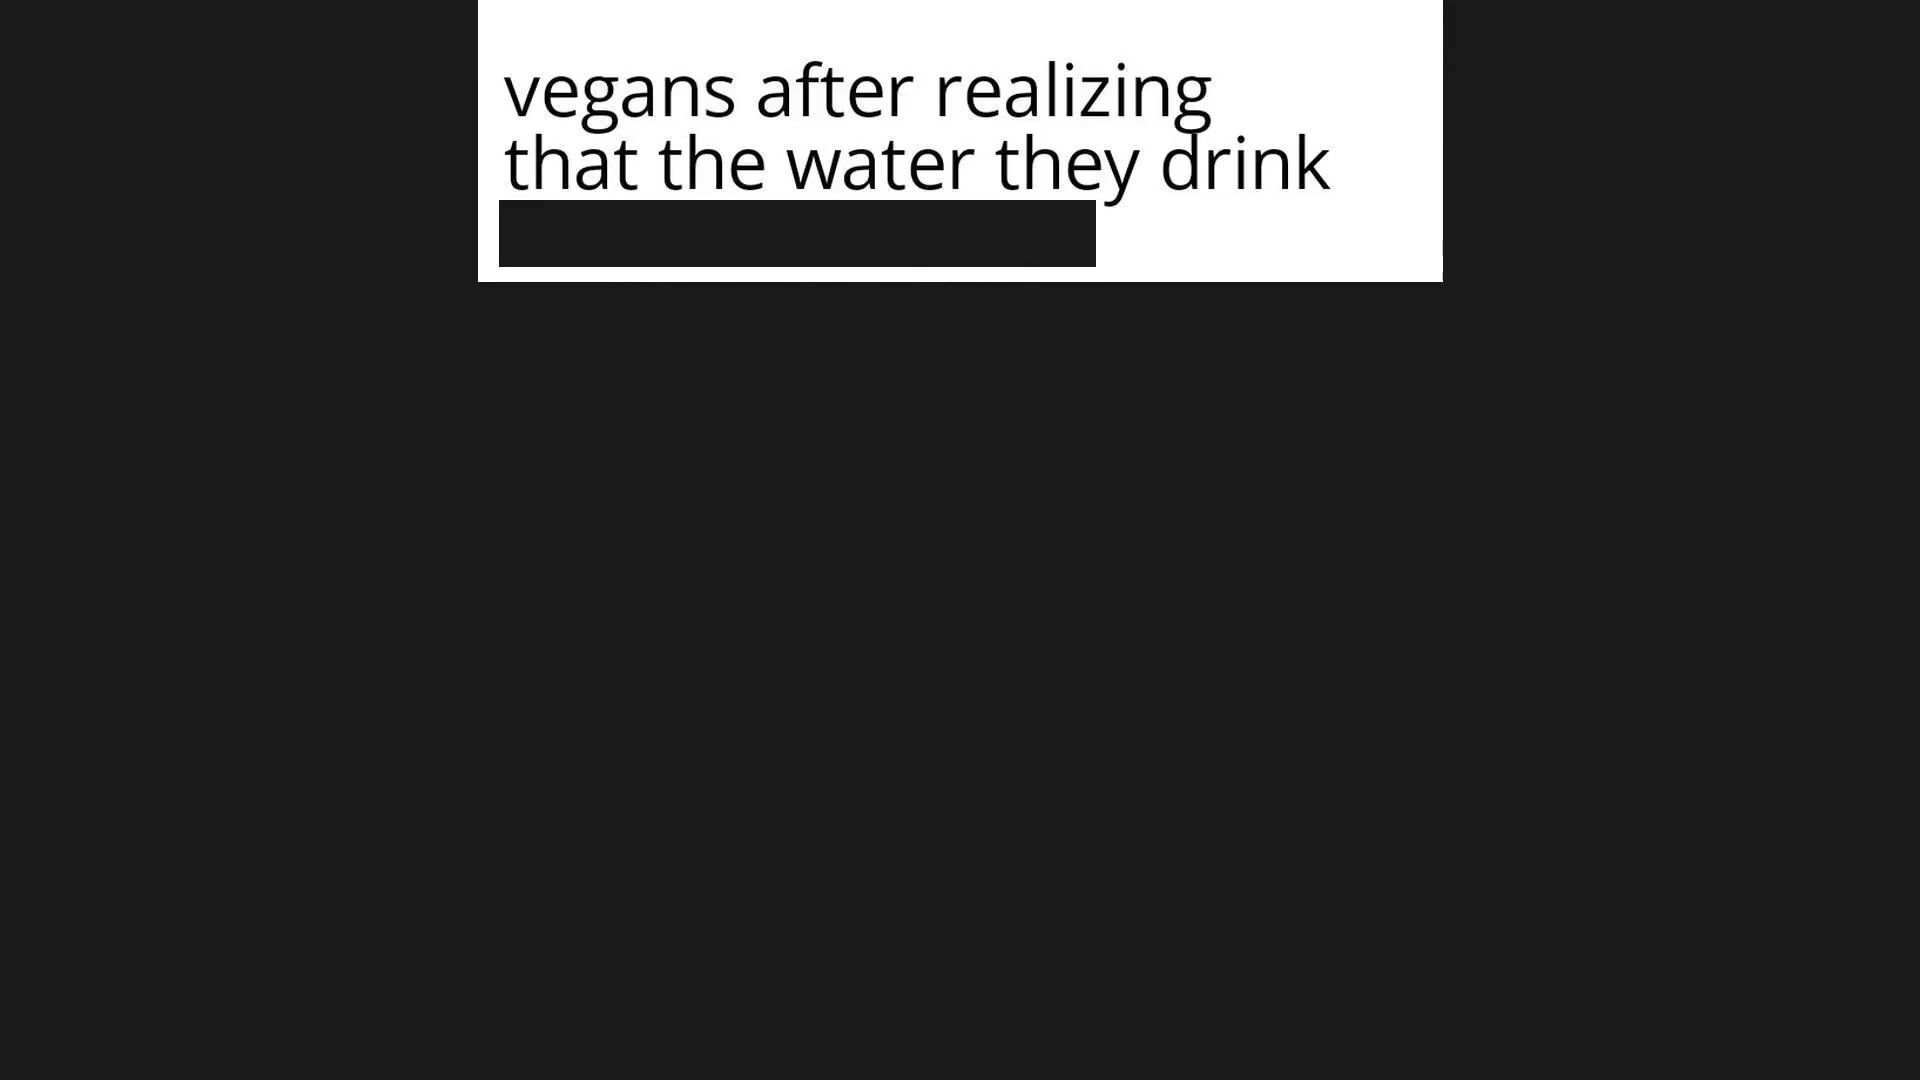 vegans after realizing
that the water they drink